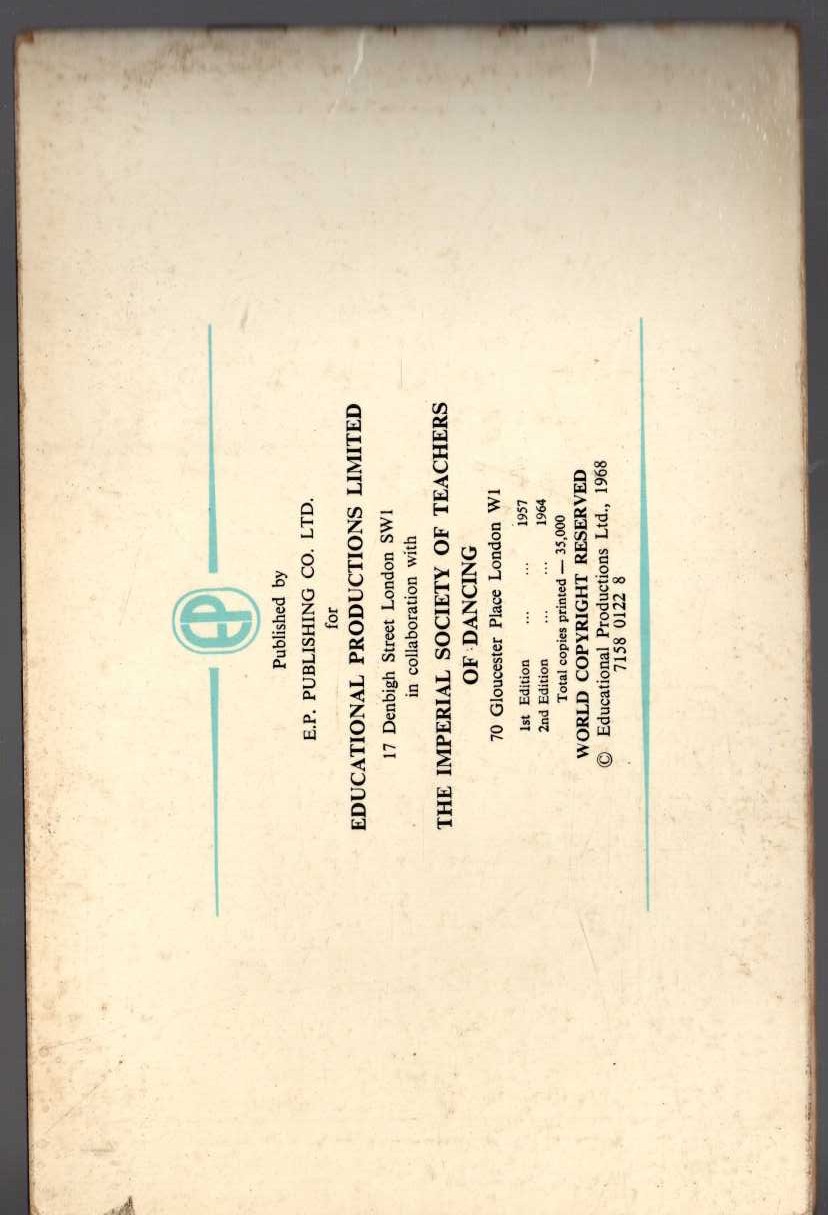 EP
Published by
E.P. PUBLISHING CO. LTD.
for
EDUCATIONAL PRODUCTIONS LIMITED
17 Denbigh Street London SW1
in collaboration with
THE IMPERIAL SOCIETY OF TEACHERS
OF DANCING
70 Gloucester Place London W1
1st Edition ... ... 1957
2nd Edition ... ... 1964
Total copies printed — 35,000
WORLD COPYRIGHT RESERVED
© Educational Productions Ltd., 1968
7158 0122 8